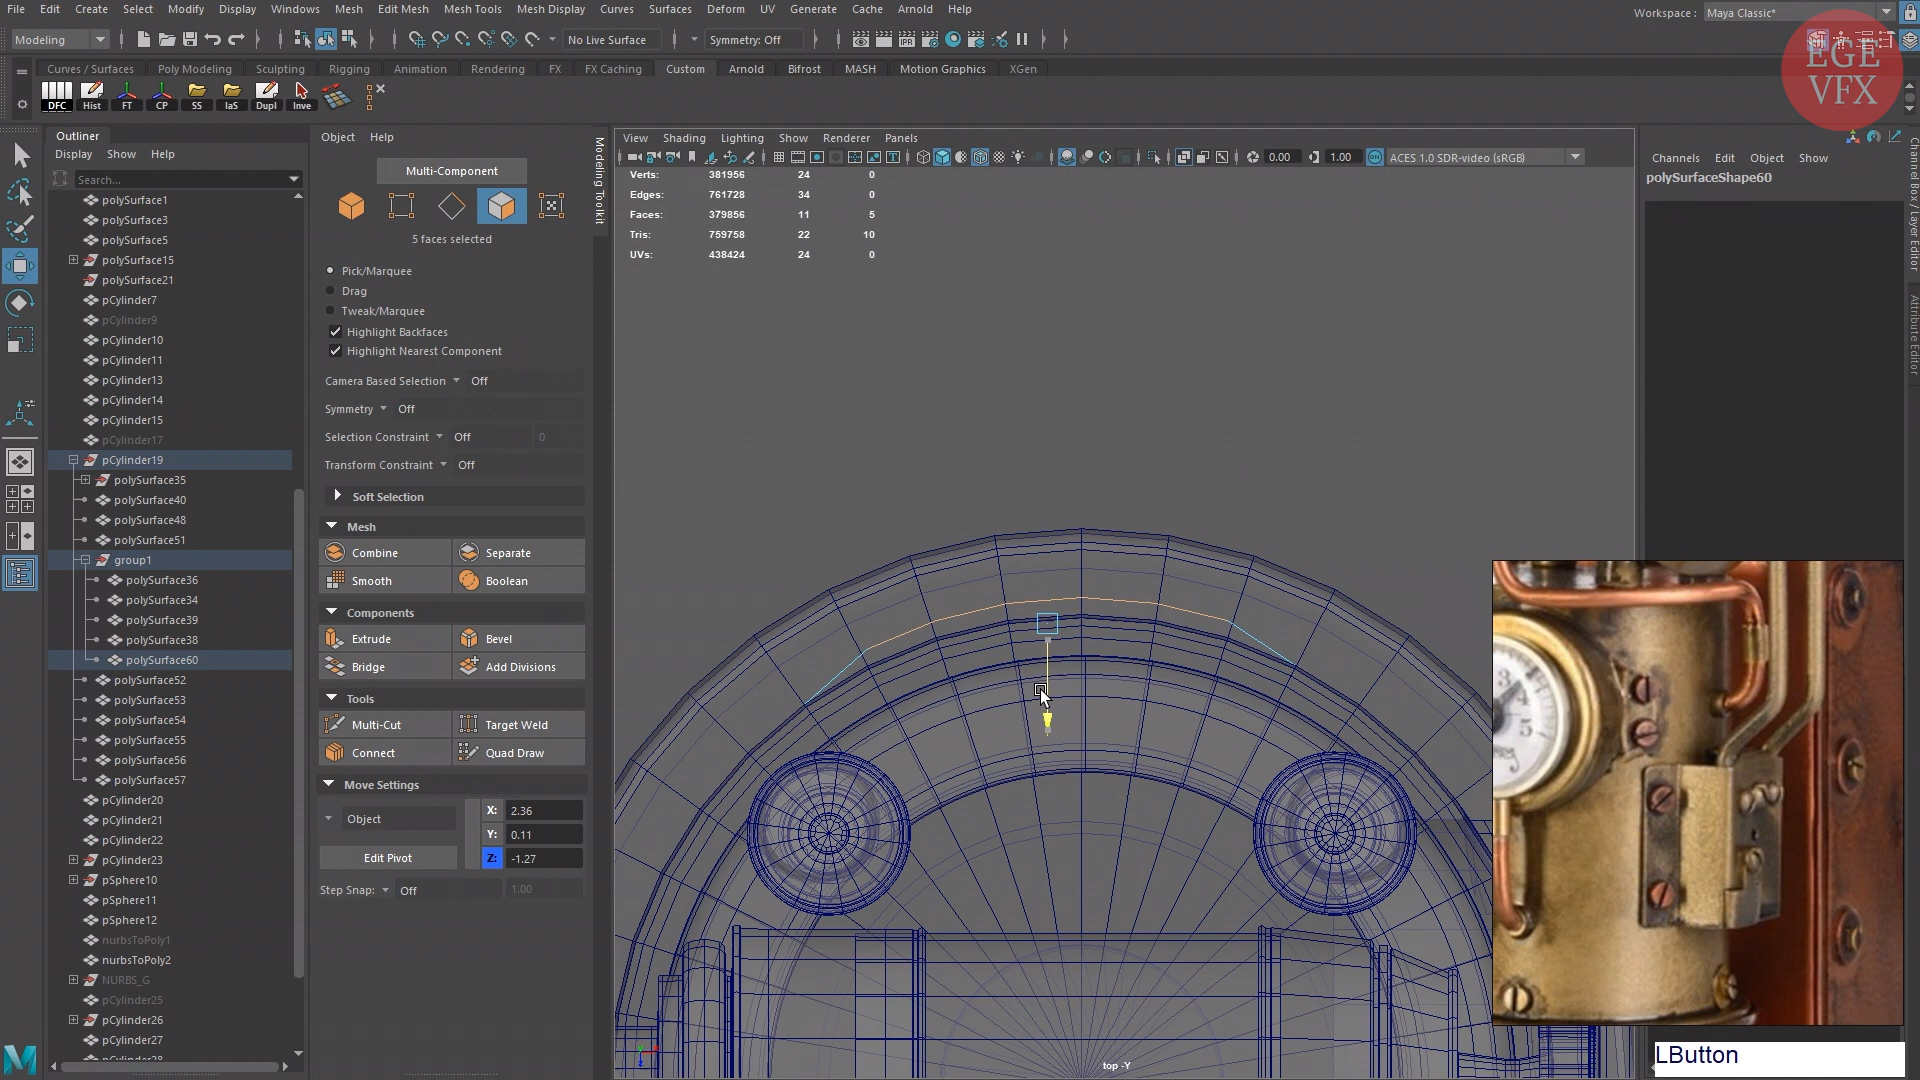 File Edit Create Select Modify Display Windows Mesh Edit Mesh Mesh Tools Mesh Display Curves Surfaces Deform UV Generate Cache Arnold Help
Workspace : Maya Classic*
Modeling No Live Surface Symmetry: Off
Curves / Surfaces Poly Modeling Sculpting Rigging Animation Rendering FX FX Caching Custom Arnold Bifrost MASH Motion Graphics XGen
EGE
VFX
DFC Hist FT CP SS IaS Dupl Inve
Outliner
Display Show Help
Search...
polySurface1
polySurface3
polySurface5
polySurface15
polySurface21
pCylinder7
pCylinder9
pCylinder10
pCylinder11
pCylinder13
pCylinder14
pCylinder15
pCylinder17
pCylinder19
polySurface35
polySurface40
polySurface48
polySurface51
group1
polySurface36
polySurface34
polySurface39
polySurface38
polySurface60
polySurface52
polySurface53
polySurface54
polySurface55
polySurface56
polySurface57
pCylinder20
pCylinder21
pCylinder22
pCylinder23
pSphere10
pSphere11
pSphere12
nurbsToPoly1
nurbsToPoly2
NURBS_G
pCylinder25
pCylinder26
pCylinder27
pCylinder28
Object Help
Multi-Component
5 faces selected
Pick/Marquee
Drag
Tweak/Marquee
Highlight Backfaces
Highlight Nearest Component
Camera Based Selection Off
Symmetry Off
Selection Constraint Off 0
Transform Constraint Off
Soft Selection
Mesh
Combine Separate
Smooth Boolean
Components
Extrude Bevel
Bridge Add Divisions
Tools
Multi-Cut Target Weld
Connect Quad Draw
Move Settings
Object X: 2.36
Y: 0.11
Edit Pivot Z: -1.27
Step Snap: Off 1.00
Modeling Toolkit
View Shading Lighting Show Renderer Panels
0.00 1.00 ACES 1.0 SDR-video (sRGB)
Verts: 381956 24 0
Edges: 761728 34 0
Faces: 379856 11 5
Tris: 759758 22 10
UVs: 438424 24 0
top -Y
Channels Edit Object Show
polySurfaceShape60
Channel Box / Layer Editor
Attribute Editor
LButton